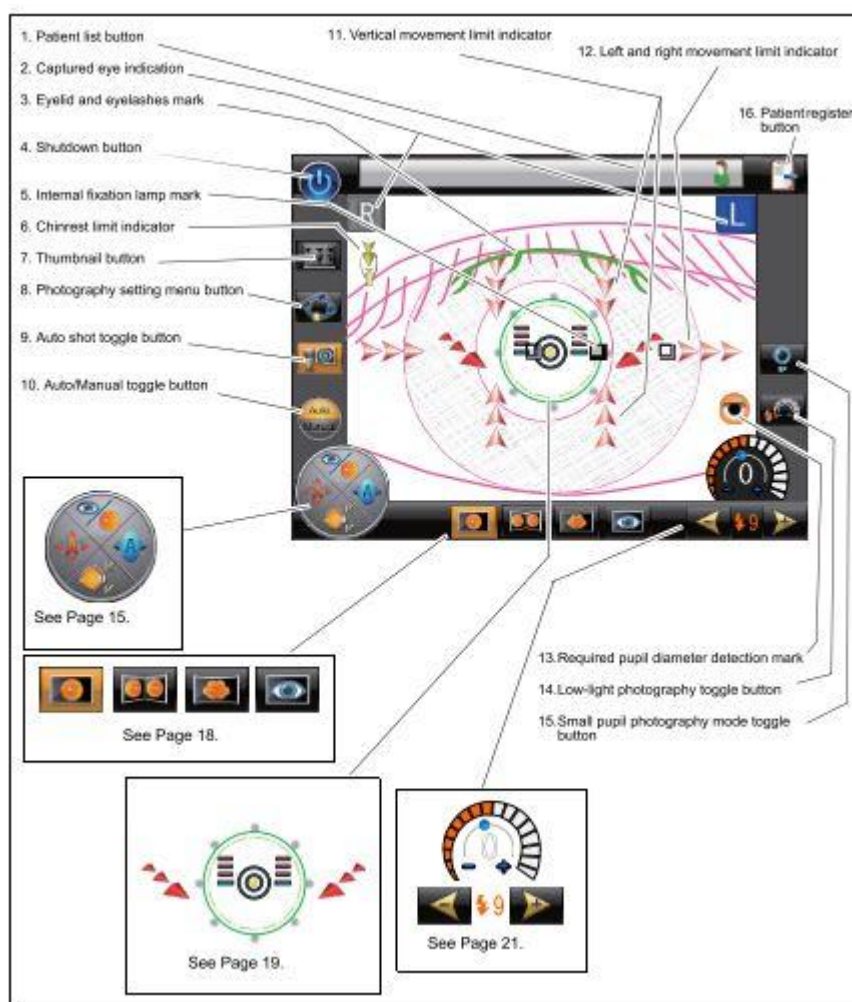 1. Patient list button
2. Captured eye indication
3. Eyelid and eyelashes mark
4. Shutdown button
5. Internal fixation lamp mark
6. Chinrest limit indicator
7. Thumbnail button
8. Photography setting menu button
9. Auto shot toggle button
10. Auto/Manual toggle button
11. Vertical movement limit indicator
12. Left and right movement limit indicator
16. Patient register
button
R
L
Auto
Manual
0
A
A
9
See Page 15.
See Page 18.
13. Required pupil diameter detection mark
14. Low-light photography toggle button
15. Small pupil photography mode toggle
button
See Page 19.
0
9
See Page 21.